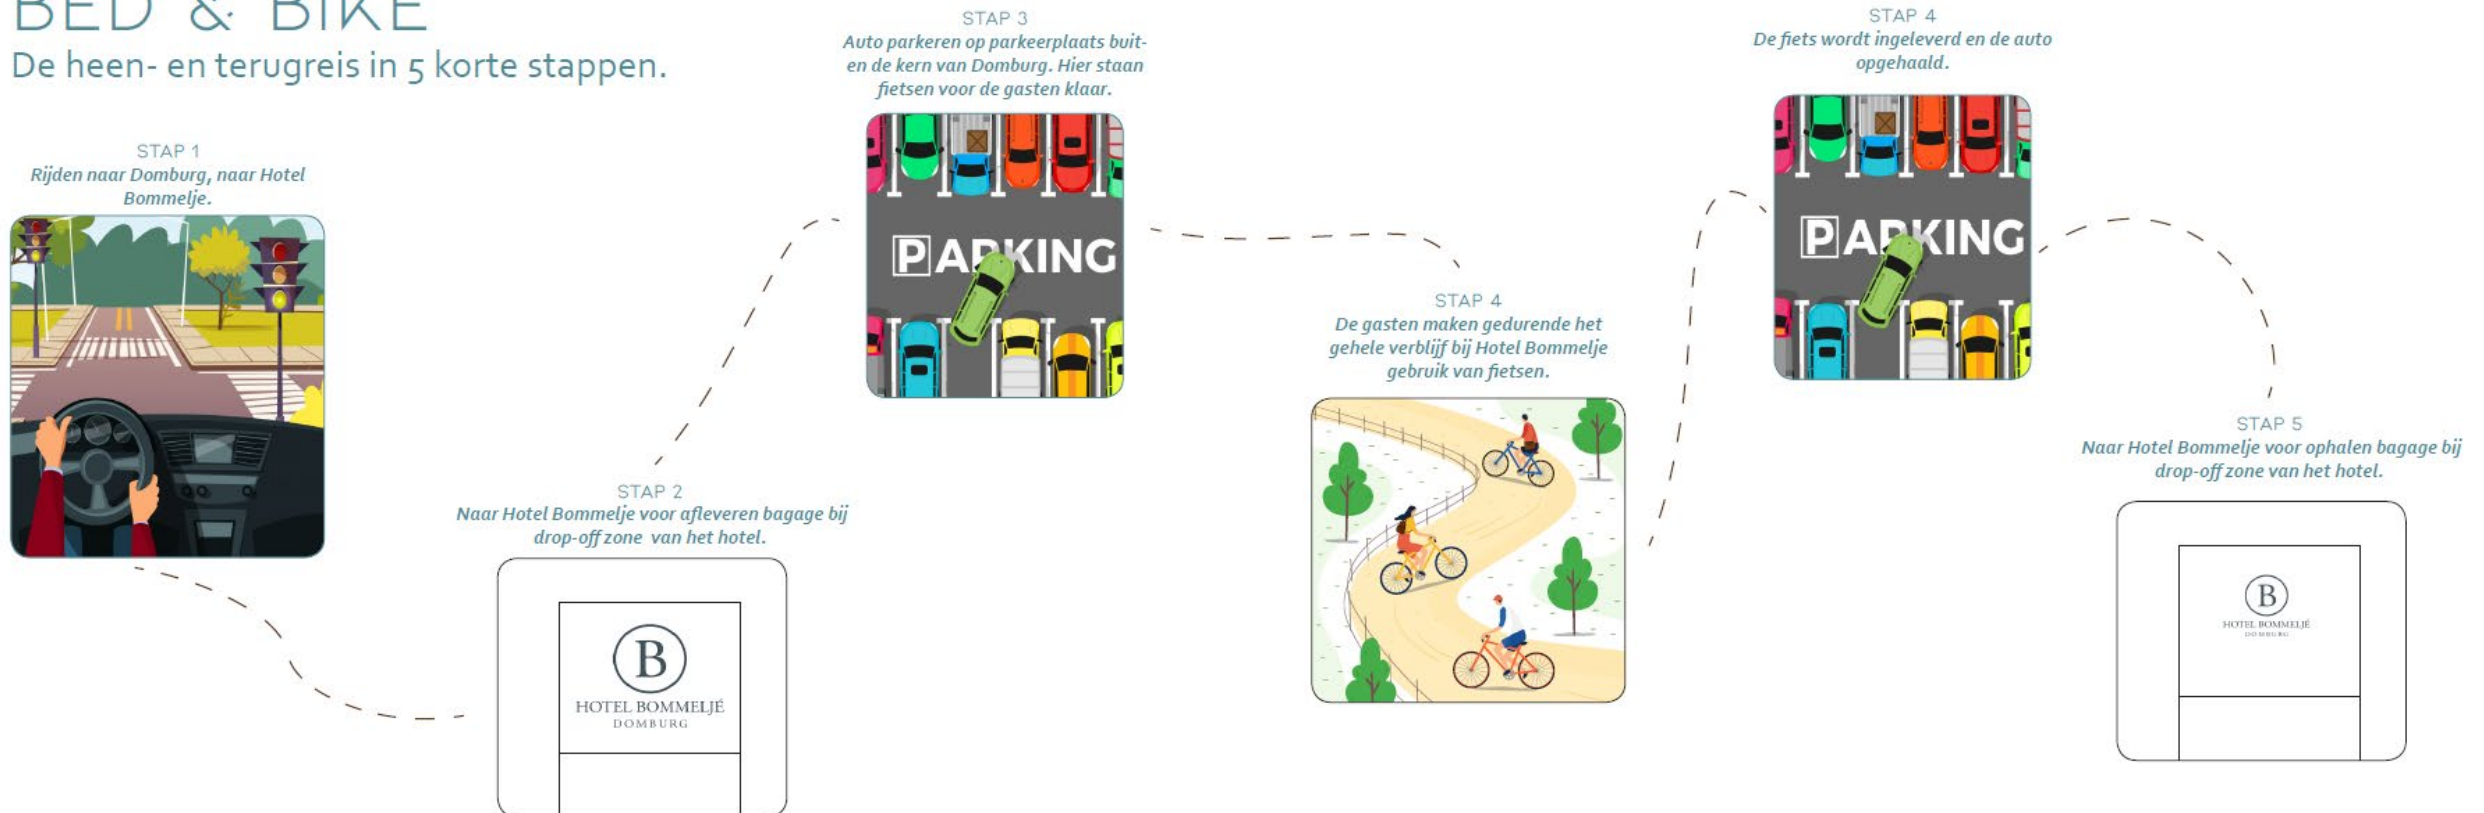 BED & BIKE
De heen- en terugreis in 5 korte stappen.
STAP 1
Rijden naar Domburg, naar Hotel
Bommelje.
STAP 2
Naar Hotel Bommelje voor afleveren bagage bij
drop-off zone van het hotel.
B
HOTEL BOMMELJÉ
DOMBURG
STAP 3
Auto parkeren op parkeerplaats buit-
en de kern van Domburg. Hier staan
fietsen voor de gasten klaar.
PARKING
STAP 4
De gasten maken gedurende het
gehele verblijf bij Hotel Bommelje
gebruik van fietsen.
STAP 4
De fiets wordt ingeleverd en de auto
opgehaald.
PARKING
STAP 5
Naar Hotel Bommelje voor ophalen bagage bij
drop-off zone van het hotel.
B
HOTEL BOMMELJÉ
DOMBURG